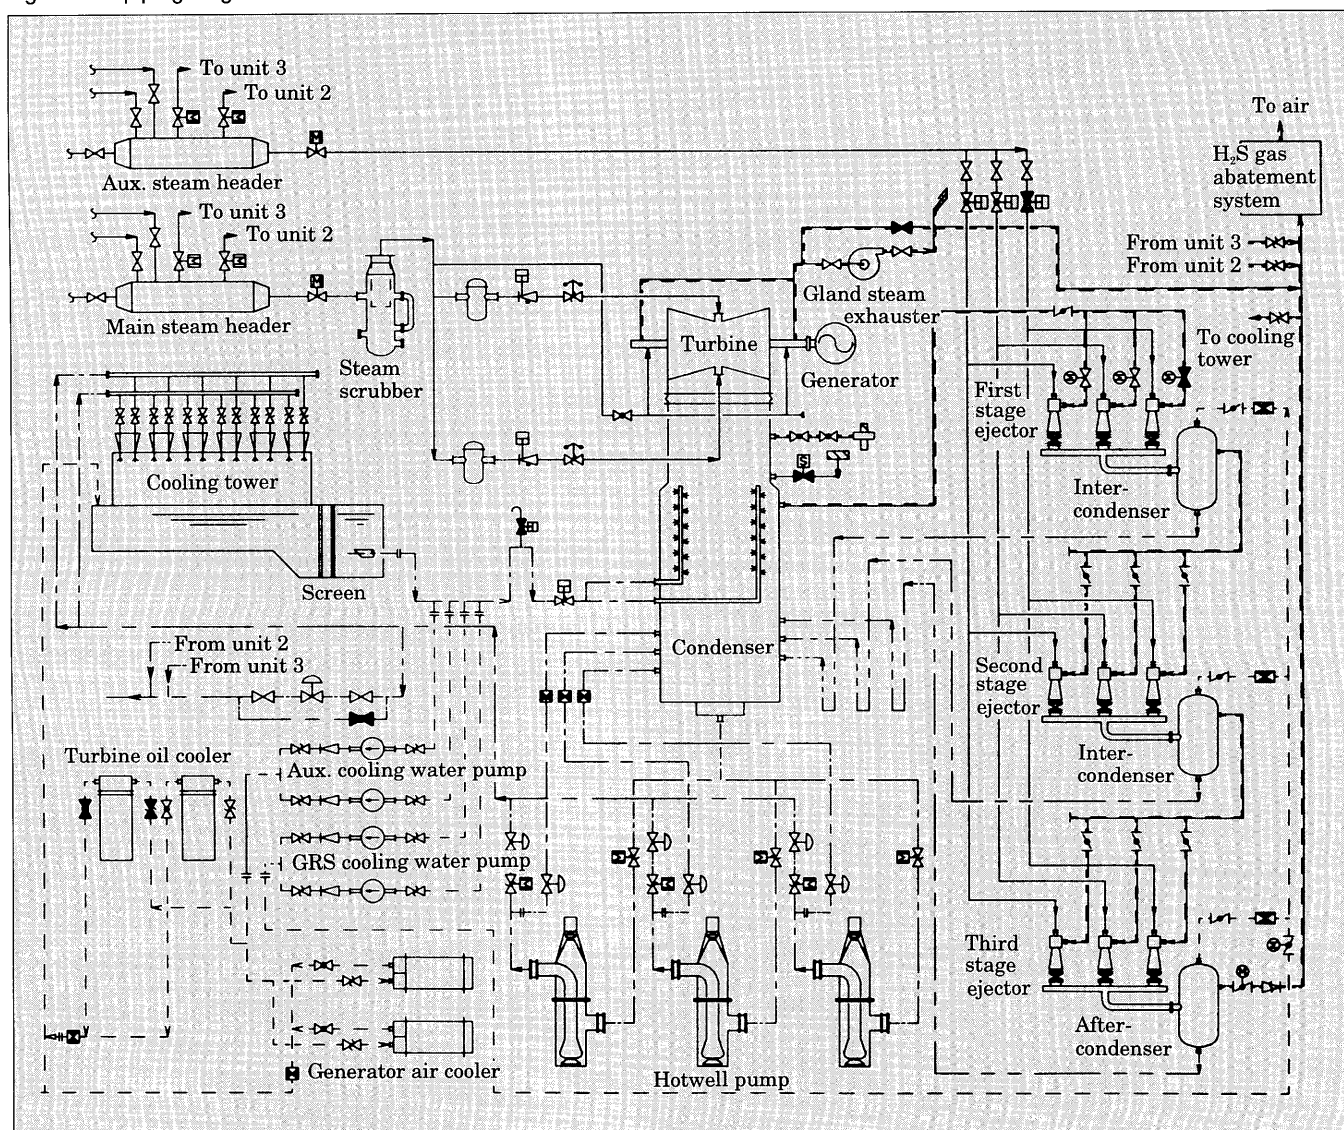 To unit 3
To unit 2
Aux. steam header
To unit 3
To unit 2
Main steam header
Steam
scrubber
To air
H₂S gas
abatement
system
From unit 3
From unit 2
Gland steam
exhauster
To cooling
tower
Turbine
Generator
First
stage
ejector
Inter-
condenser
Cooling tower
Screen
From unit 2
From unit 3
Condenser
Second
stage
ejector
Inter-
condenser
Turbine oil cooler
Aux. cooling water pump
GRS cooling water pump
Third
stage
ejector
After-
condenser
Generator air cooler
Hotwell pump
M
M
M
M
M
M
S
M
M
M
M
M
M